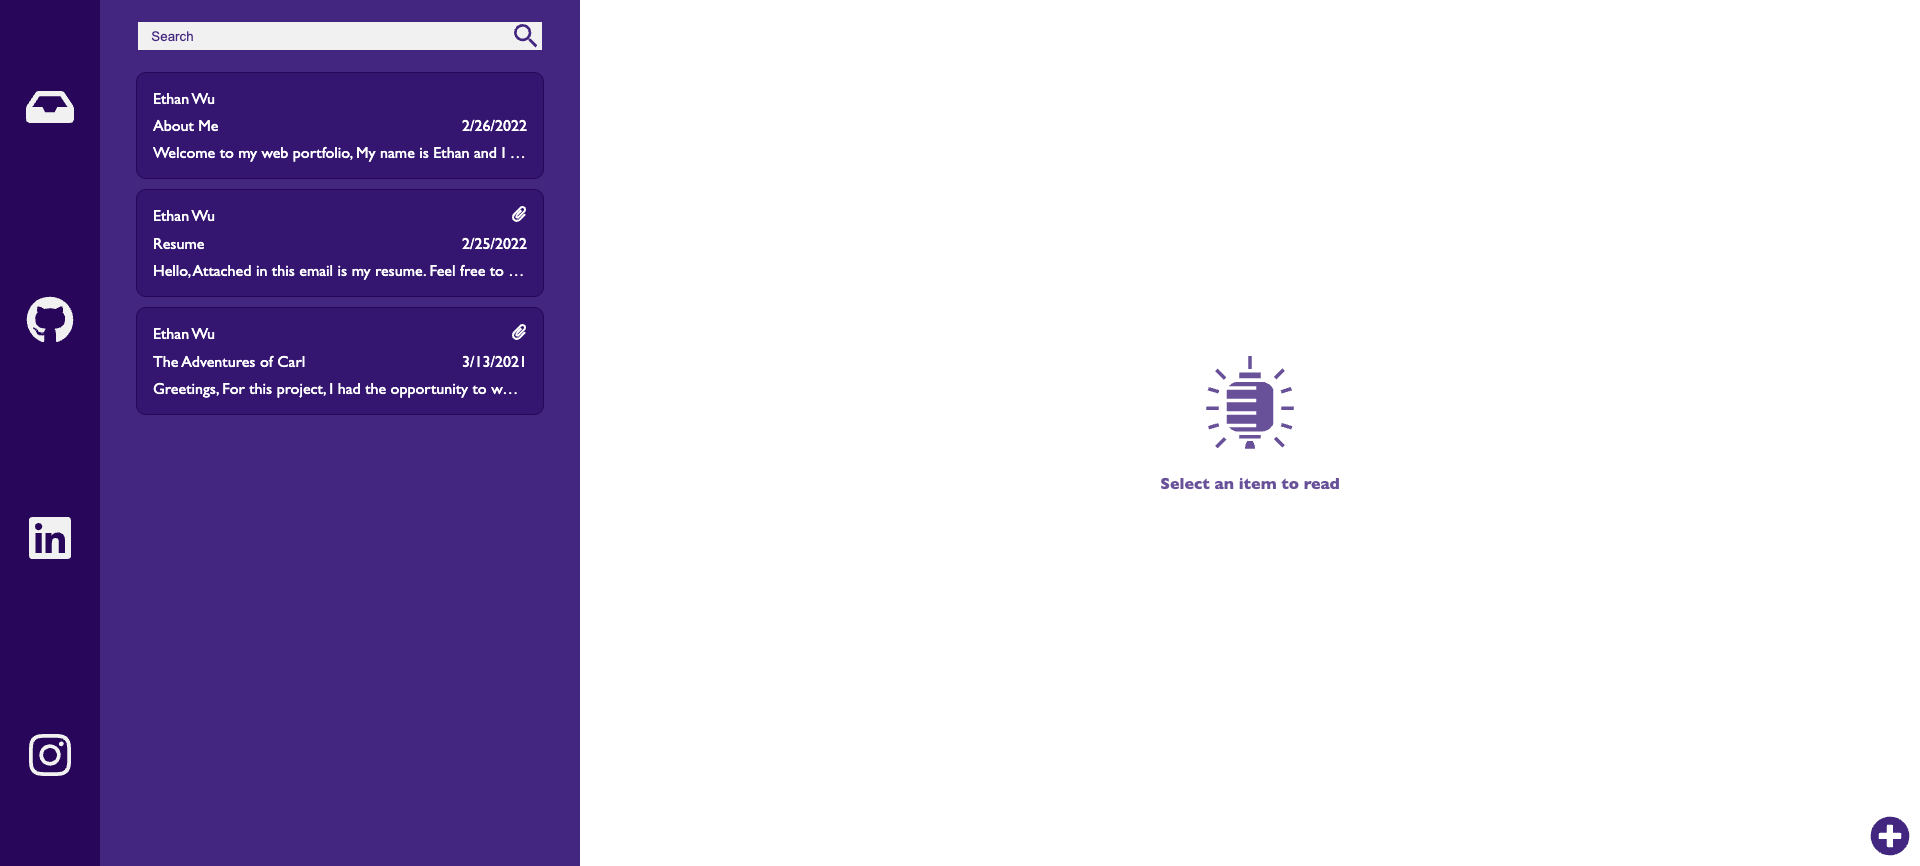 Search
Ethan Wu
About Me 2/26/2022
Welcome to my web portfolio, My name is Ethan and I ...
Ethan Wu
Resume 2/25/2022
Hello, Attached in this email is my resume. Feel free to ...
Ethan Wu
The Adventures of Carl 3/13/2021
Greetings, For this project, I had the opportunity to w...
Select an item to read
in